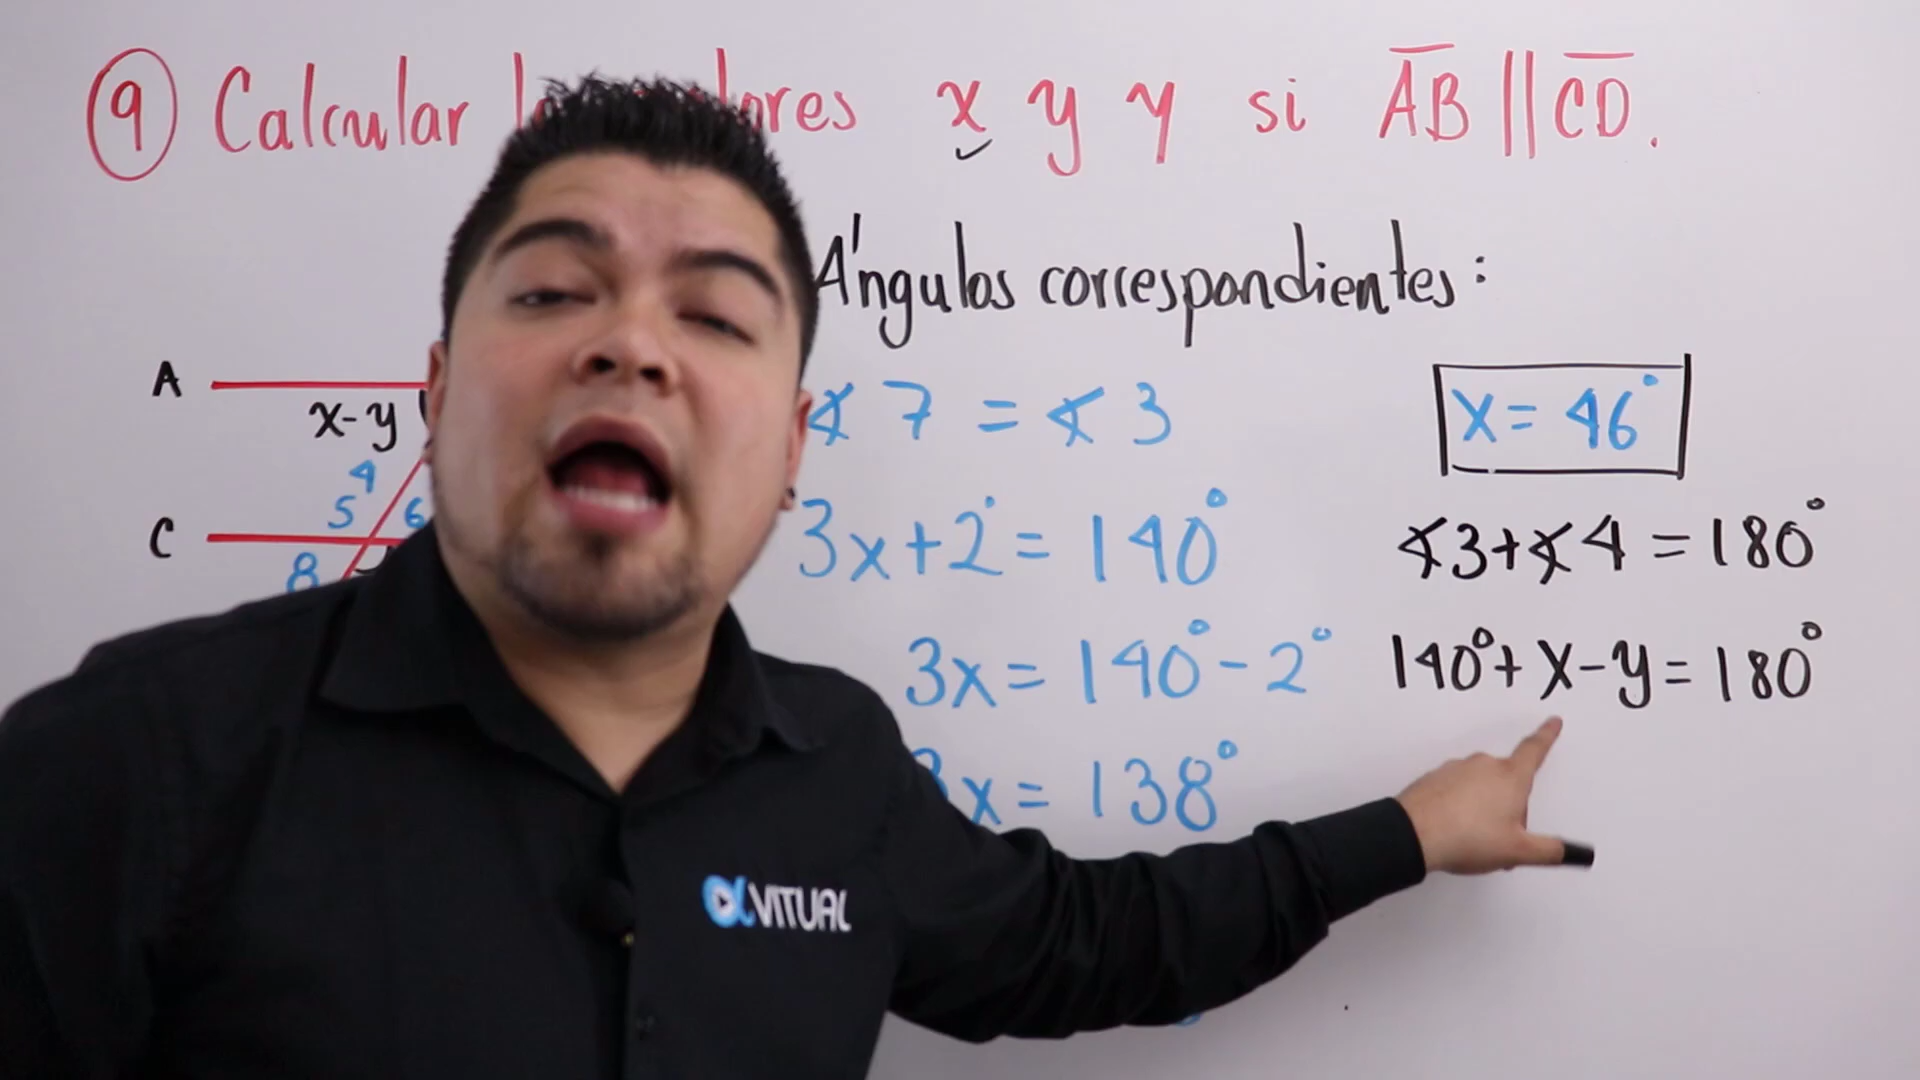 9 Calcular valores x y y si AB || CD.
Ángulos correspondientes:
A
x-y
4
5 6
C
8
∢7 = ∢3
3x+2° = 140°
3x = 140° - 2°
3x = 138°
x = 46°
∢3+∢4 = 180°
140° + x-y = 180°
VITUAL